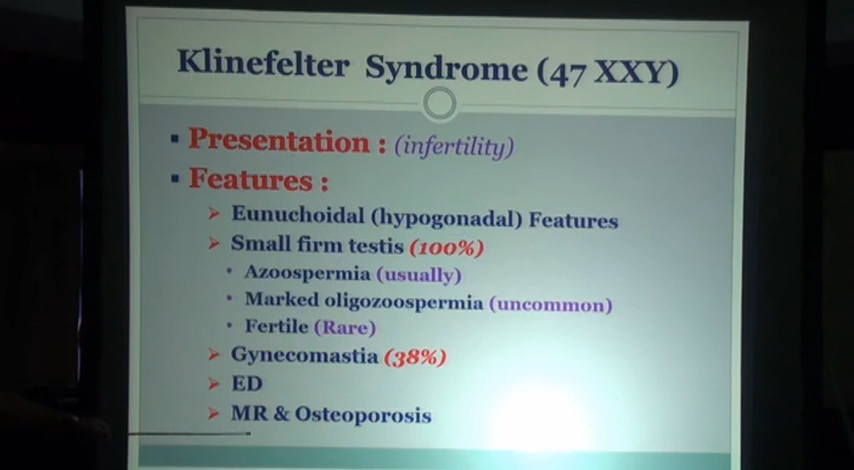 Klinefelter Syndrome (47 XXY)
Presentation : (infertility)
Features :
Eunuchoidal (hypogonadal) Features
Small firm testis (100%)
Azoospermia (usually)
Marked oligozoospermia (uncommon)
Fertile (Rare)
Gynecomastia (38%)
ED
MR & Osteoporosis